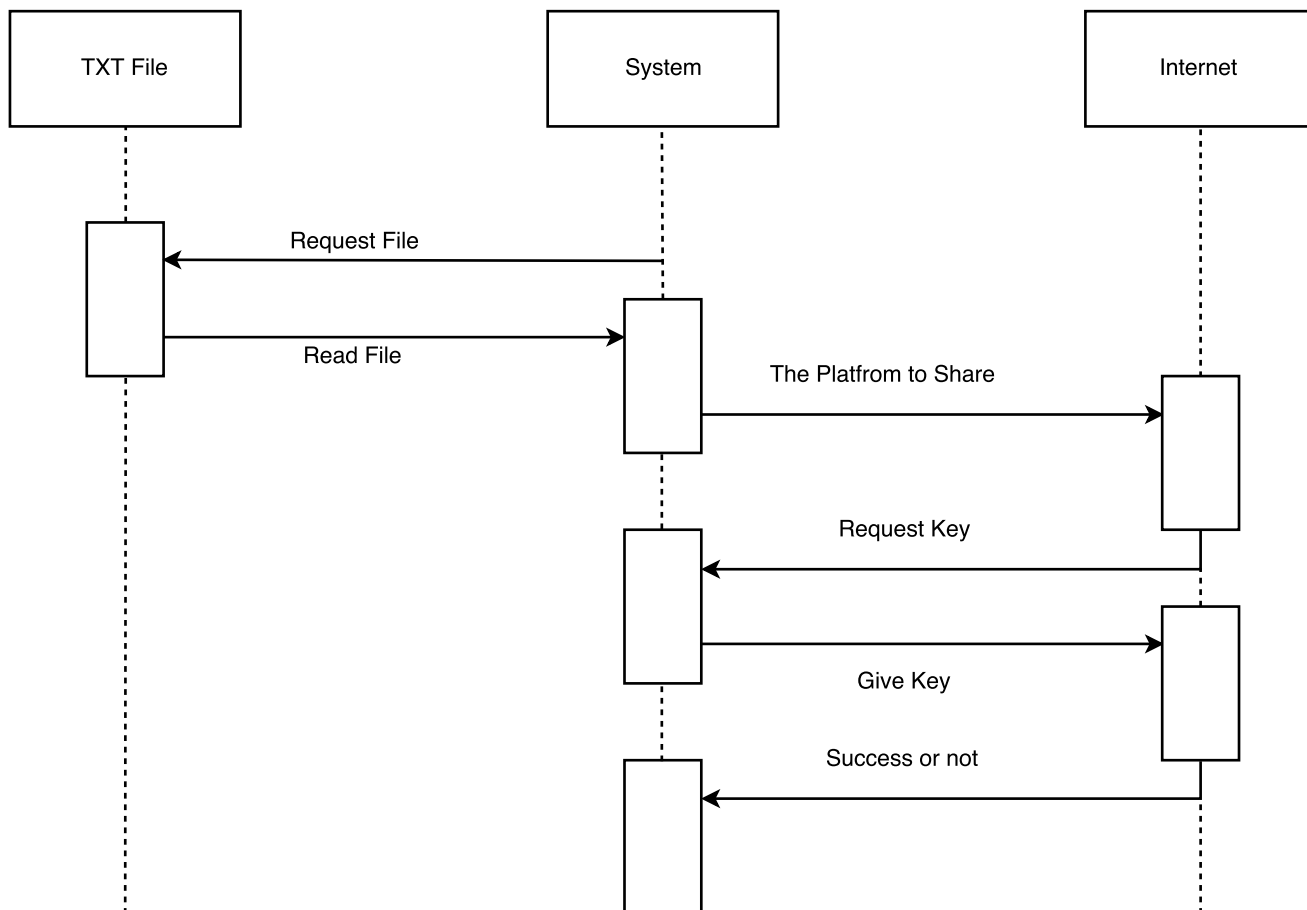 TXT File
System
Internet
Request File
Read File
The Platfrom to Share
Request Key
Give Key
Success or not